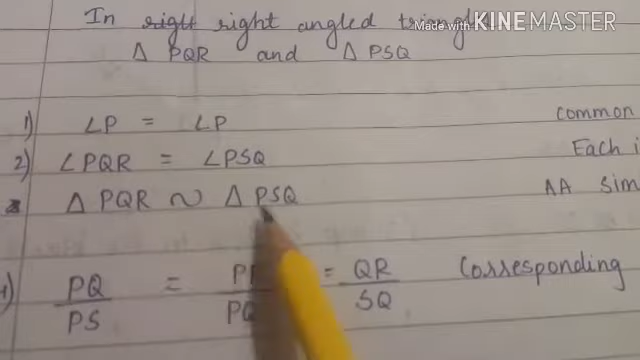 In right right angled triangle
Made with KINEMASTER
Δ PQR and Δ PSQ
1) ∠P = ∠P common
2) ∠PQR = ∠PSQ Each
Δ PQR ~ Δ PSQ AA sim
PQ/PS = / = QR/SQ Corresponding